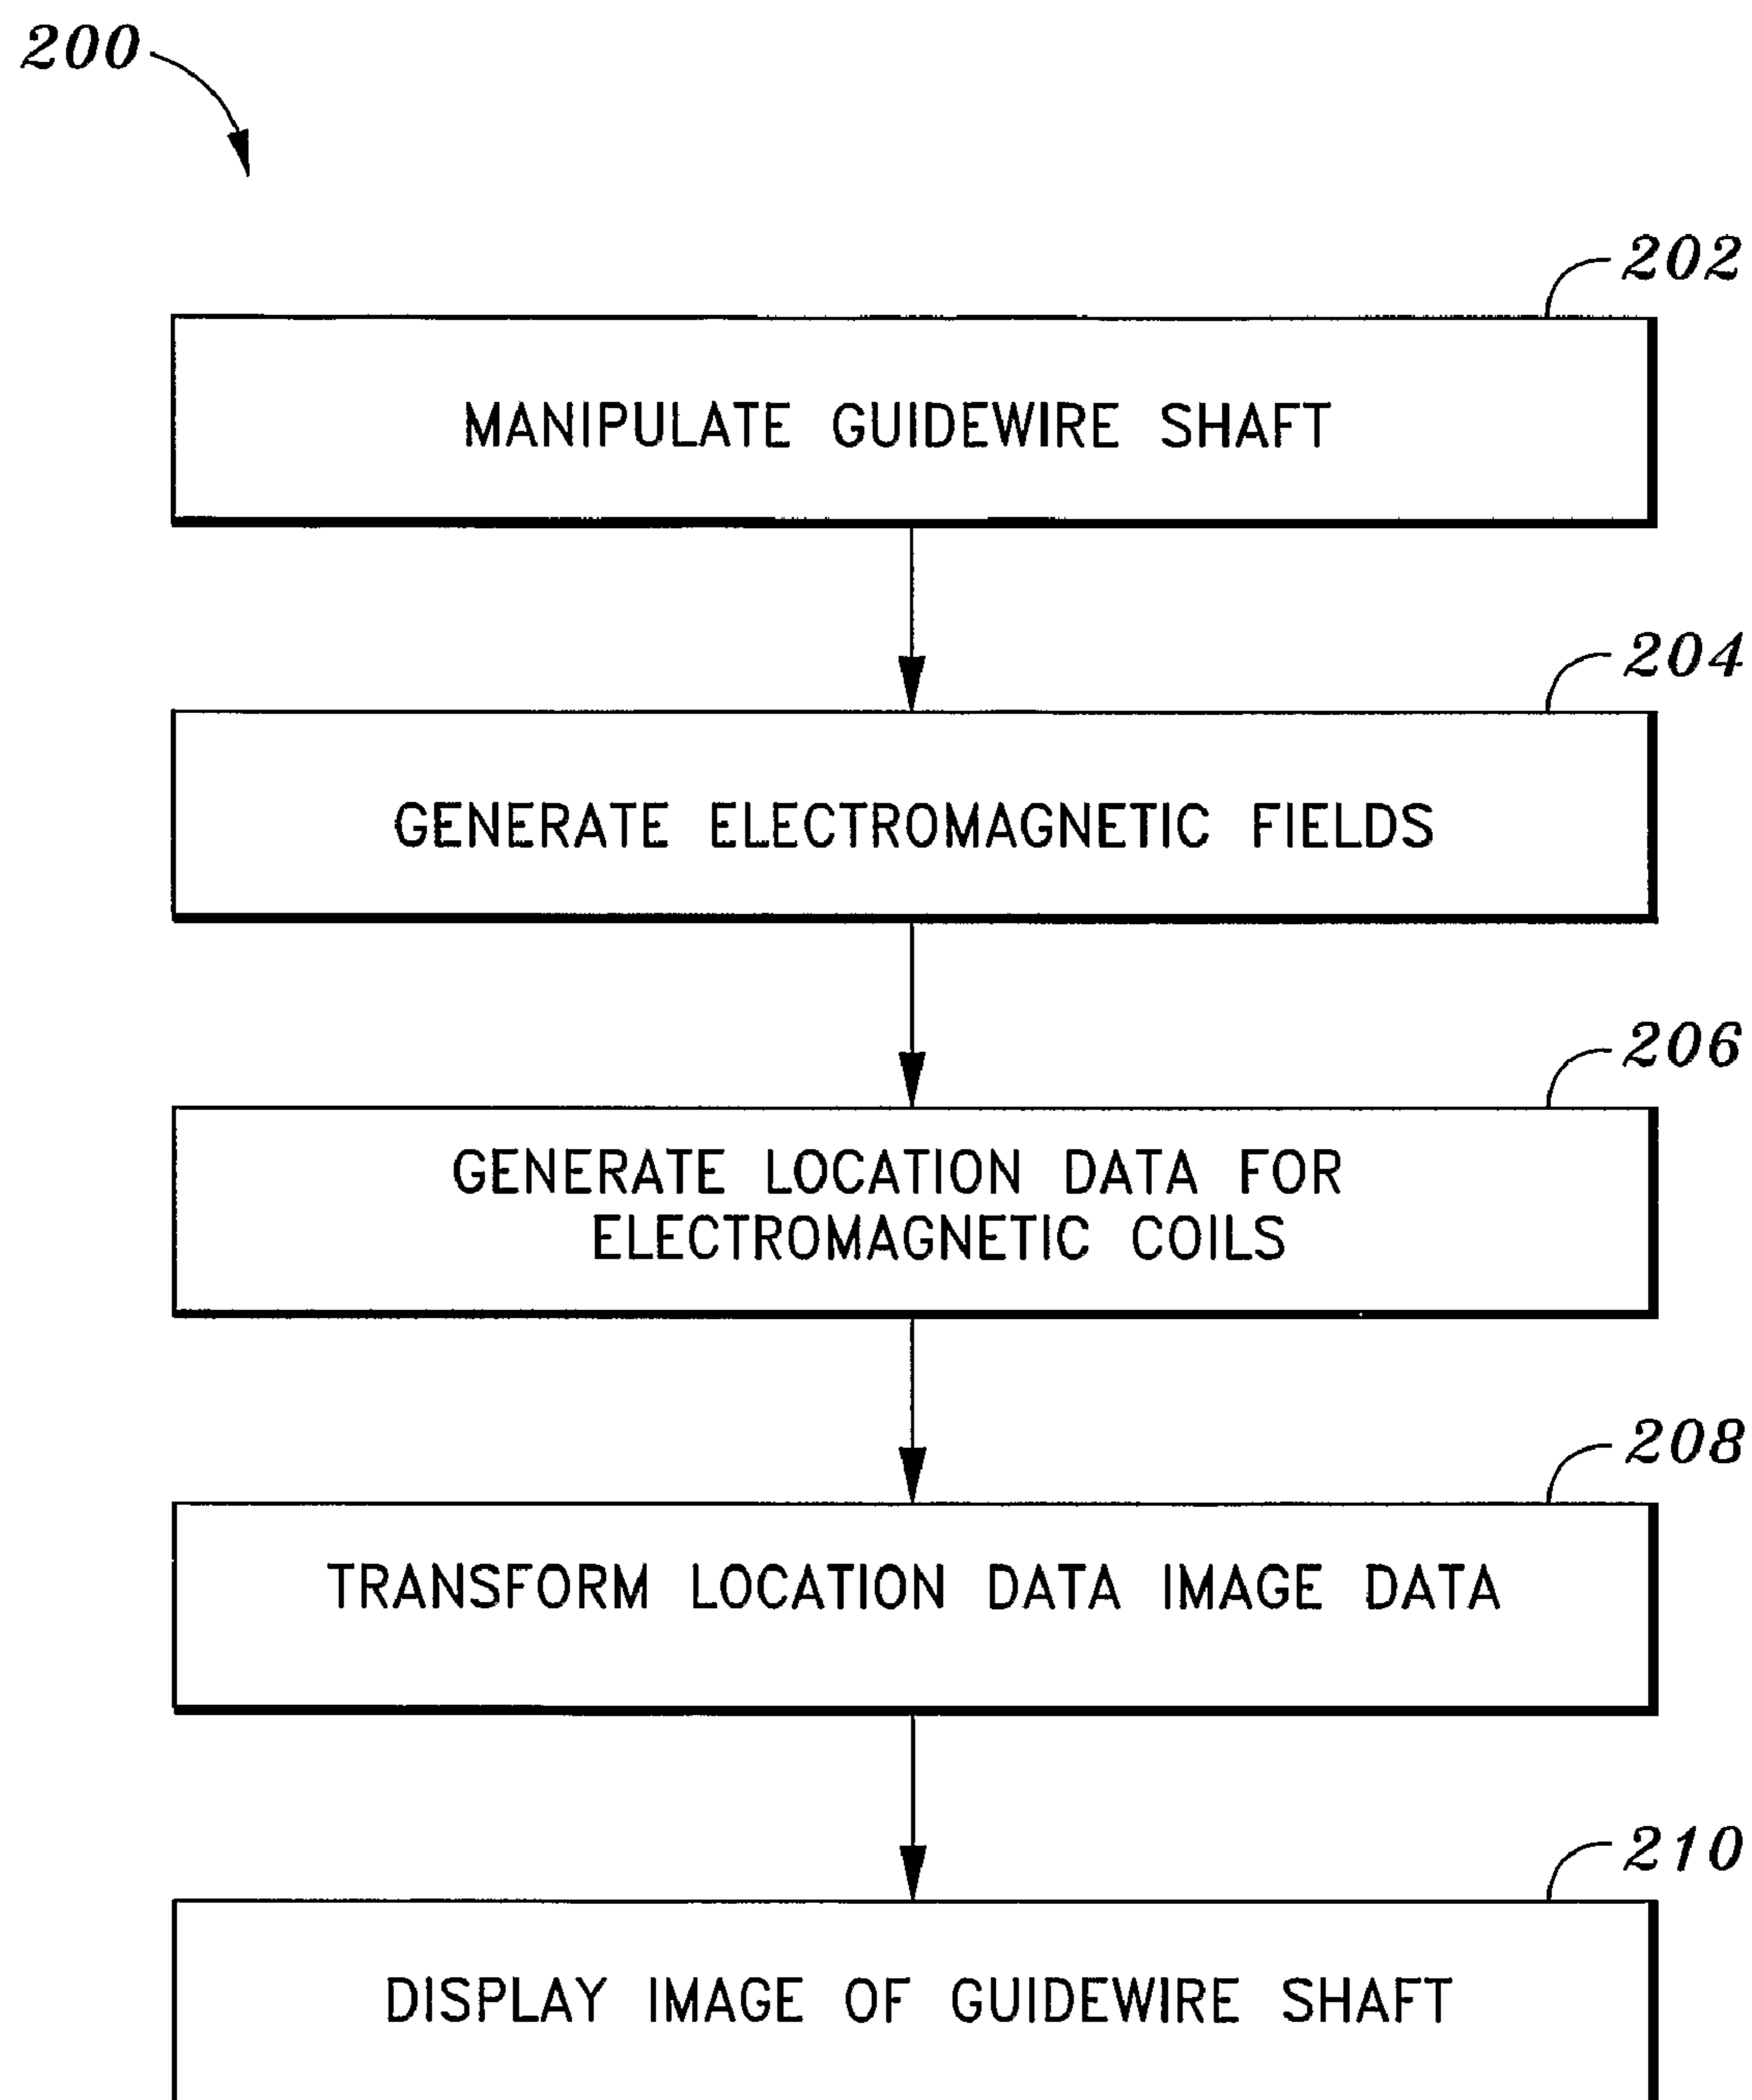 200
202
MANIPULATE GUIDEWIRE SHAFT
204
GENERATE ELECTROMAGNETIC FIELDS
206
GENERATE LOCATION DATA FOR
ELECTROMAGNETIC COILS
208
TRANSFORM LOCATION DATA IMAGE DATA
210
DISPLAY IMAGE OF GUIDEWIRE SHAFT